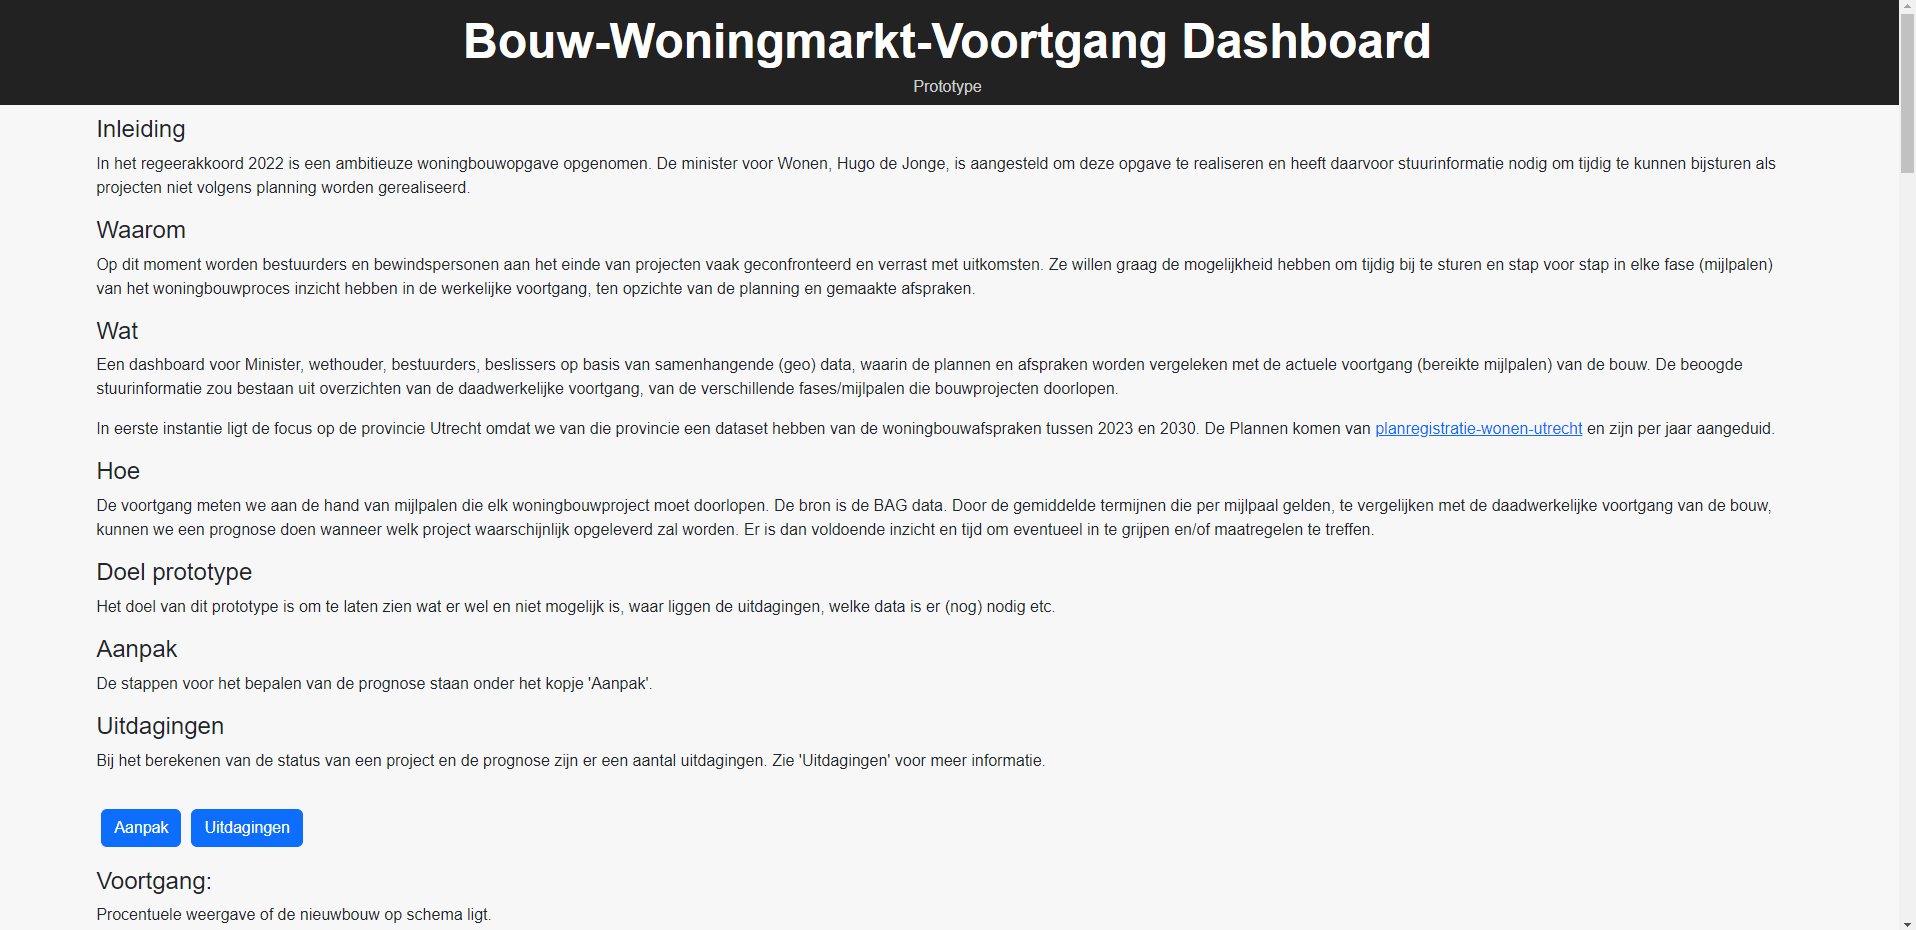 Bouw-Woningmarkt-Voortgang Dashboard
Prototype
Inleiding
In het regeerakkoord 2022 is een ambitieuze woningbouwopgave opgenomen. De minister voor Wonen, Hugo de Jonge, is aangesteld om deze opgave te realiseren en heeft daarvoor stuurinformatie nodig om tijdig te kunnen bijsturen als
projecten niet volgens planning worden gerealiseerd.
Waarom
Op dit moment worden bestuurders en bewindspersonen aan het einde van projecten vaak geconfronteerd en verrast met uitkomsten. Ze willen graag de mogelijkheid hebben om tijdig bij te sturen en stap voor stap in elke fase (mijlpalen)
van het woningbouwproces inzicht hebben in de werkelijke voortgang, ten opzichte van de planning en gemaakte afspraken.
Wat
Een dashboard voor Minister, wethouder, bestuurders, beslissers op basis van samenhangende (geo) data, waarin de plannen en afspraken worden vergeleken met de actuele voortgang (bereikte mijlpalen) van de bouw. De beoogde
stuurinformatie zou bestaan uit overzichten van de daadwerkelijke voortgang, van de verschillende fases/mijlpalen die bouwprojecten doorlopen.
In eerste instantie ligt de focus op de provincie Utrecht omdat we van die provincie een dataset hebben van de woningbouwafspraken tussen 2023 en 2030. De Plannen komen van planregistratie-wonen-utrecht en zijn per jaar aangeduid.
Hoe
De voortgang meten we aan de hand van mijlpalen die elk woningbouwproject moet doorlopen. De bron is de BAG data. Door de gemiddelde termijnen die per mijlpaal gelden, te vergelijken met de daadwerkelijke voortgang van de bouw,
kunnen we een prognose doen wanneer welk project waarschijnlijk opgeleverd zal worden. Er is dan voldoende inzicht en tijd om eventueel in te grijpen en/of maatregelen te treffen.
Doel prototype
Het doel van dit prototype is om te laten zien wat er wel en niet mogelijk is, waar liggen de uitdagingen, welke data is er (nog) nodig etc.
Aanpak
De stappen voor het bepalen van de prognose staan onder het kopje 'Aanpak'.
Uitdagingen
Bij het berekenen van de status van een project en de prognose zijn er een aantal uitdagingen. Zie 'Uitdagingen' voor meer informatie.
Aanpak Uitdagingen
Voortgang:
Procentuele weergave of de nieuwbouw op schema ligt.